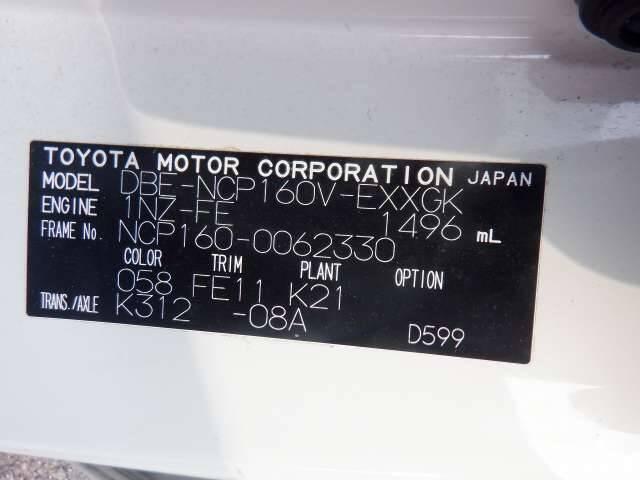 TOYOTA MOTOR CORPORATION JAPAN
MODEL DBE-NCP160V-EXXGK
ENGINE 1NZ-FE 1496 mL
FRAME No. NCP160-0062330
COLOR TRIM PLANT OPTION
058 FE11 K21
TRANS./AXLE K312 -08A
D599